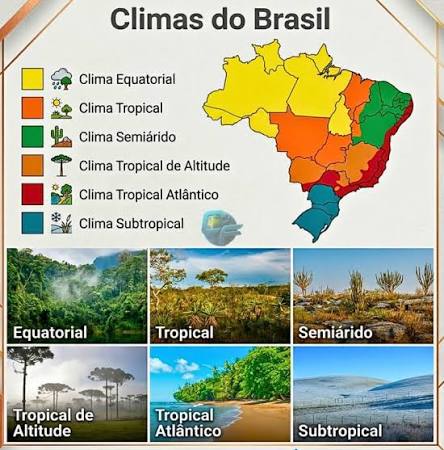 Climas do Brasil
Clima Equatorial
Clima Tropical
Clima Semiárido
Clima Tropical de Altitude
Clima Tropical Atlântico
Clima Subtropical
Equatorial
Tropical
Semiárido
Tropical de
Altitude
Tropical
Atlântico
Subtropical